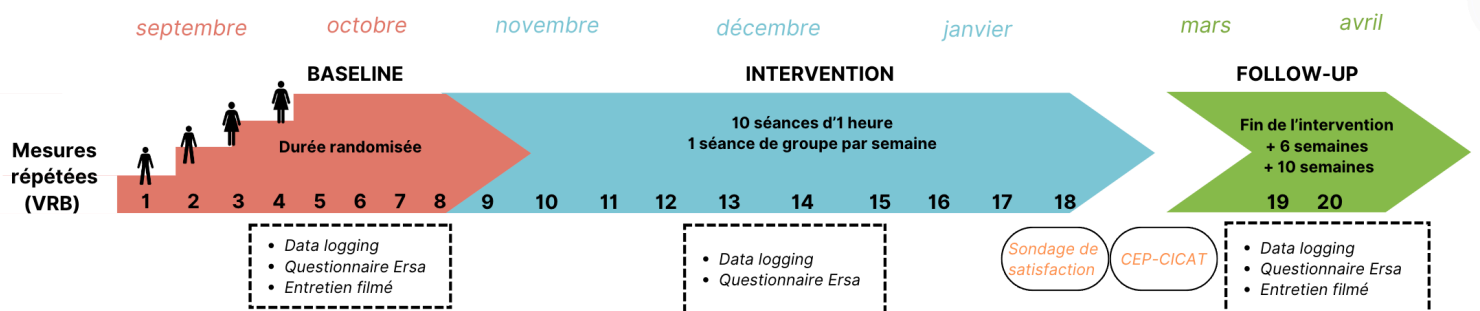 septembre octobre novembre décembre janvier mars avril
BASELINE INTERVENTION FOLLOW-UP
Mesures
répétées
(VRB)
Durée randomisée
10 séances d'1 heure
1 séance de groupe par semaine
Fin de l'intervention
+ 6 semaines
+ 10 semaines
1 2 3 4 5 6 7 8 9 10 11 12 13 14 15 16 17 18 19 20
• Data logging
• Questionnaire Ersa
• Entretien filmé
• Data logging
• Questionnaire Ersa
Sondage de
satisfaction
CEP-CICAT
• Data logging
• Questionnaire Ersa
• Entretien filmé